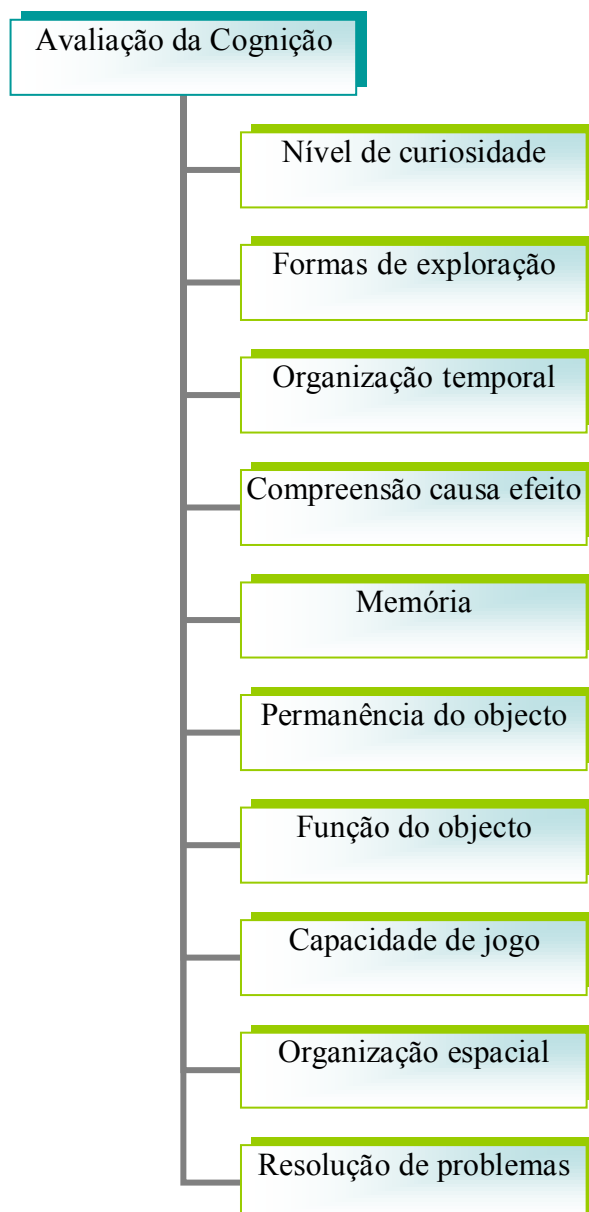 Avaliação da Cognição
Nível de curiosidade
Formas de exploração
Organização temporal
Compreensão causa efeito
Memória
Permanência do objecto
Função do objecto
Capacidade de jogo
Organização espacial
Resolução de problemas